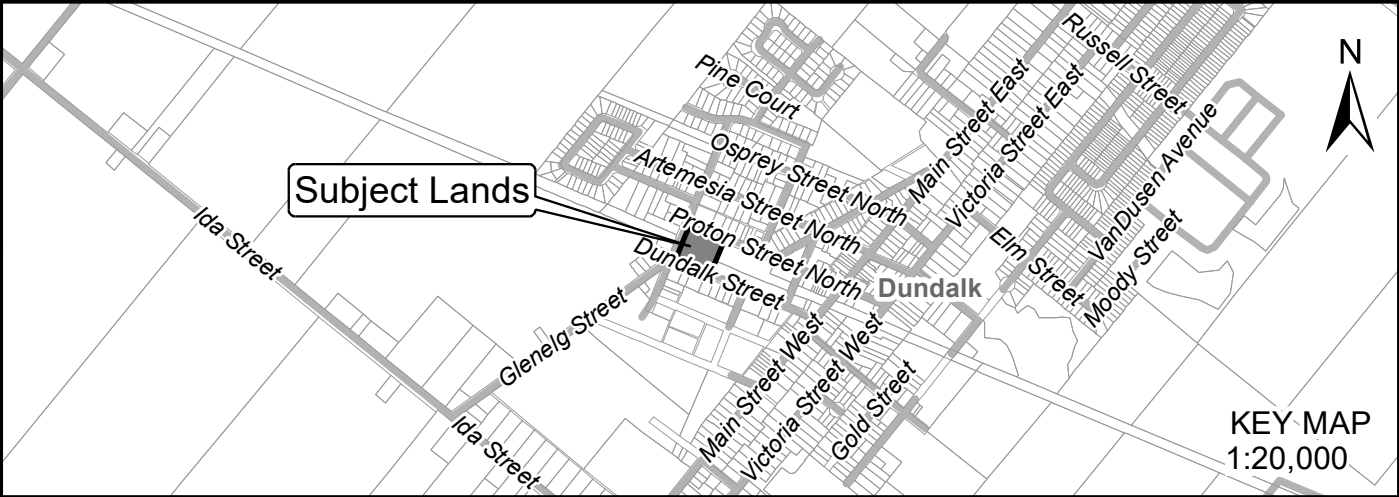 Russell Street
N
Pine Court
Main Street East
Victoria Street East
Osprey Street North
VanDusen Avenue
Artemesia Street North
Subject Lands
Proton Street North
Ida Street
Dundalk Street
Elm Street
Moody Street
Dundalk
Glenelg Street
Main Street West
Victoria Street West
Gold Street
Ida Street
KEY MAP
1:20,000